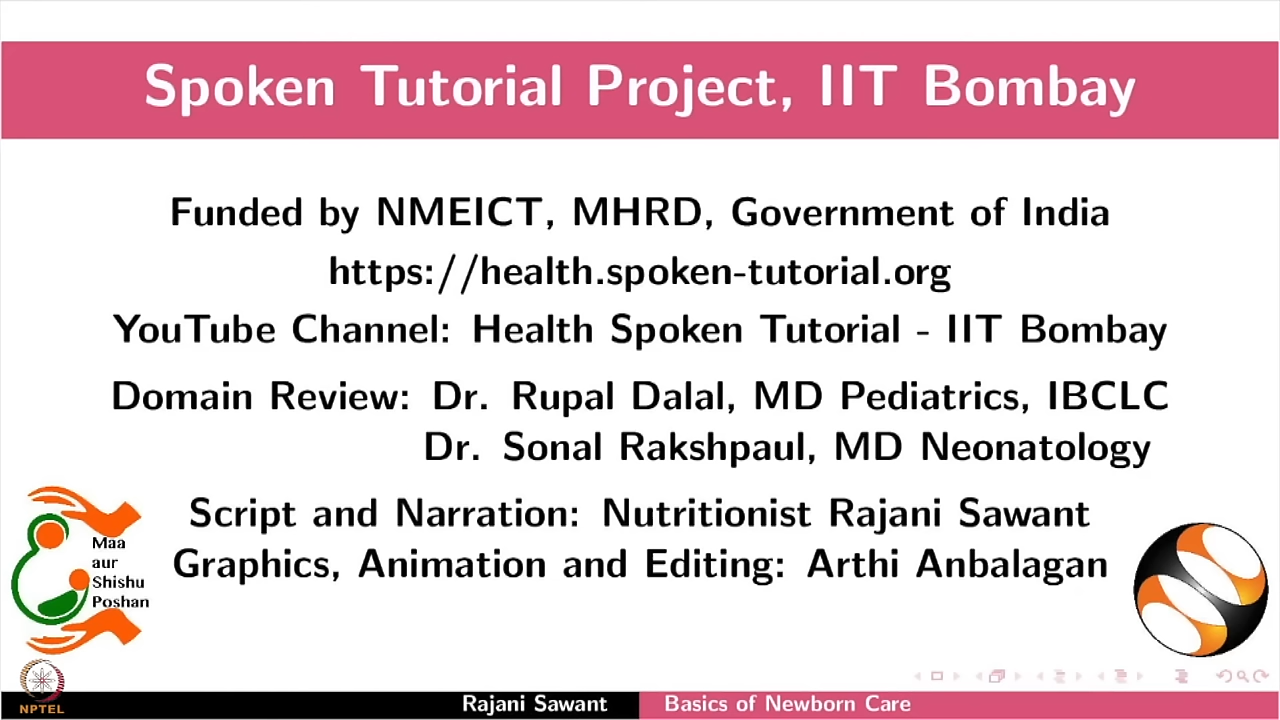 Spoken Tutorial Project, IIT Bombay
Funded by NMEICT, MHRD, Government of India
https://health.spoken-tutorial.org
YouTube Channel: Health Spoken Tutorial - IIT Bombay
Domain Review: Dr. Rupal Dalal, MD Pediatrics, IBCLC
Dr. Sonal Rakshpaul, MD Neonatology
Script and Narration: Nutritionist Rajani Sawant
Graphics, Animation and Editing: Arthi Anbalagan
Maa
aur
Shishu
Poshan
NPTEL
Rajani Sawant
Basics of Newborn Care